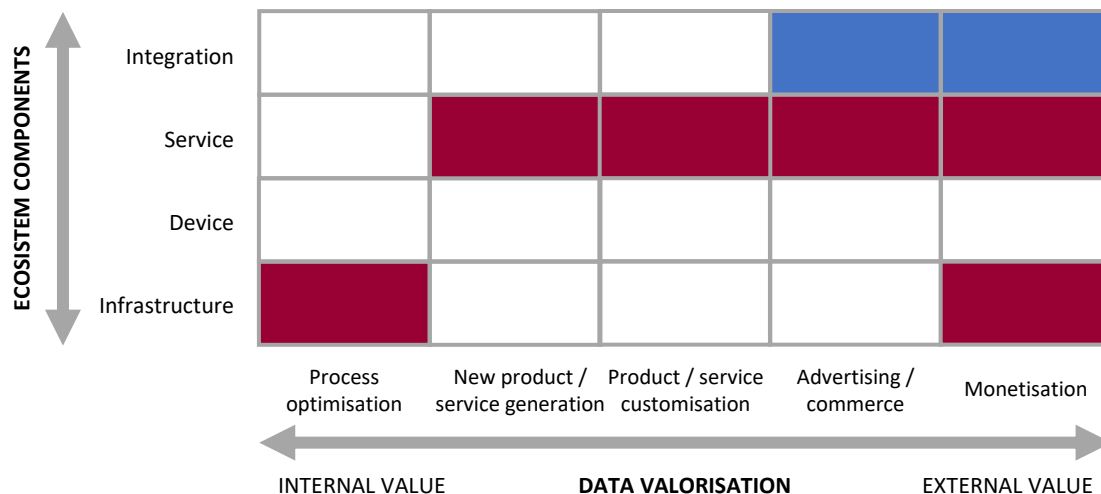 ECOSISTEM COMPONENTS
Integration
Service
Device
Infrastructure
Process
optimisation
New product /
service generation
Product / service
customisation
Advertising /
commerce
Monetisation
INTERNAL VALUE
DATA VALORISATION
EXTERNAL VALUE